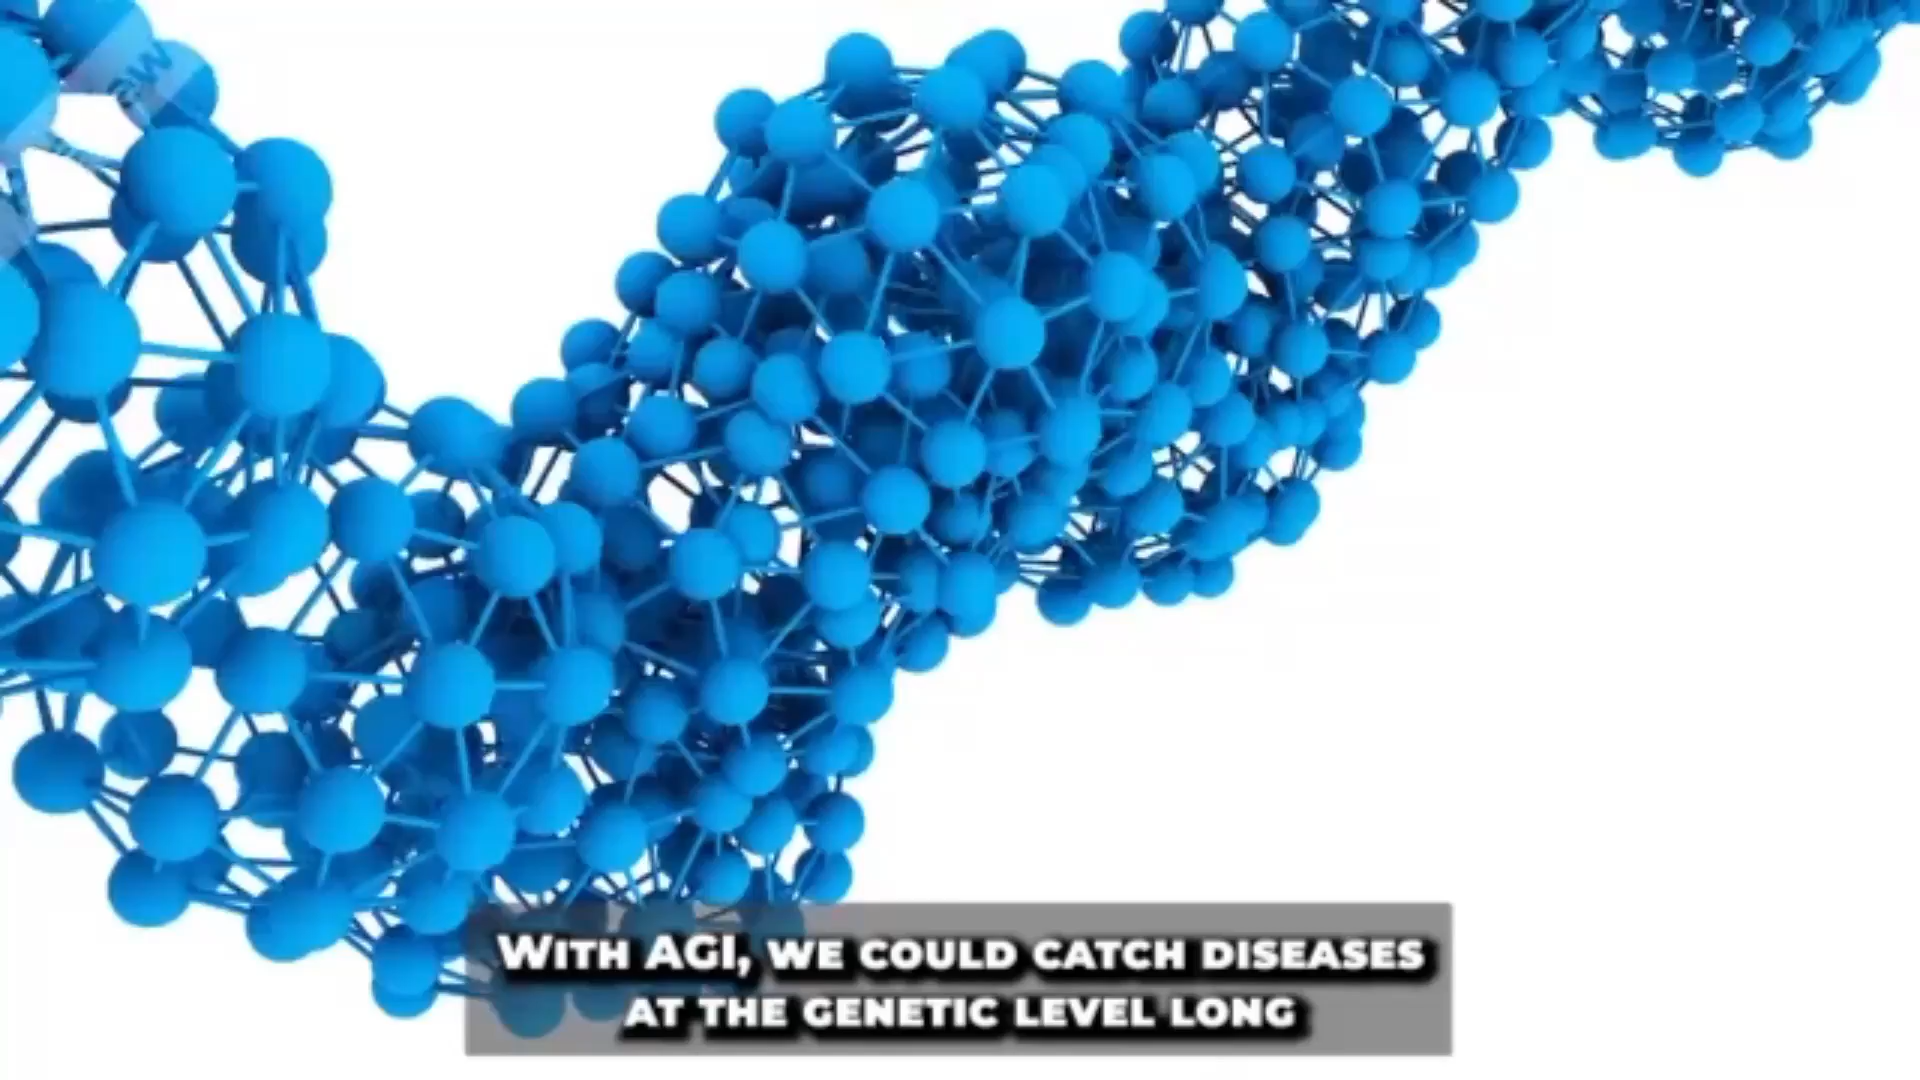 WITH AGI, WE COULD CATCH DISEASES
AT THE GENETIC LEVEL LONG